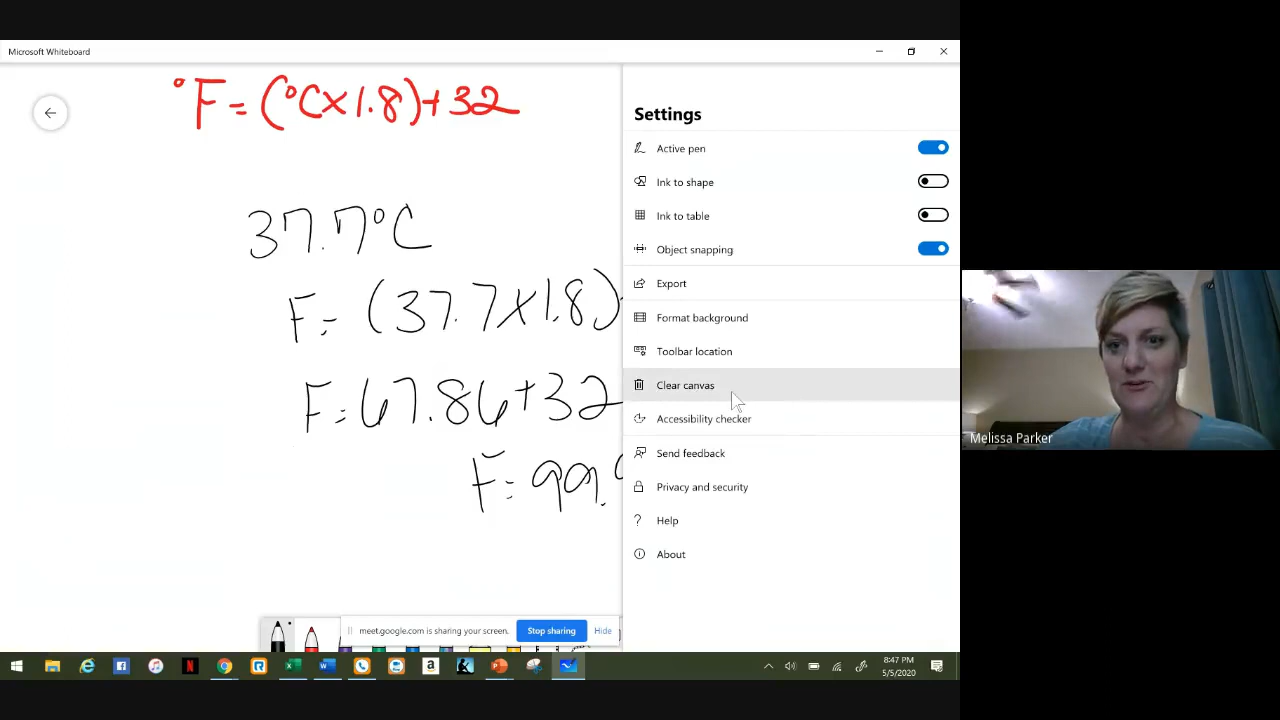 Microsoft Whiteboard
°F = (°C X 1.8) + 32
37.7°C
F = (37.7 X 1.8)
F = 67.86 + 32
F = 99.9
Settings
Active pen
Ink to shape
Ink to table
Object snapping
Export
Format background
Toolbar location
Clear canvas
Accessibility checker
Send feedback
Privacy and security
Help
About
Melissa Parker
meet.google.com is sharing your screen. Stop sharing Hide
8:47 PM
5/5/2020